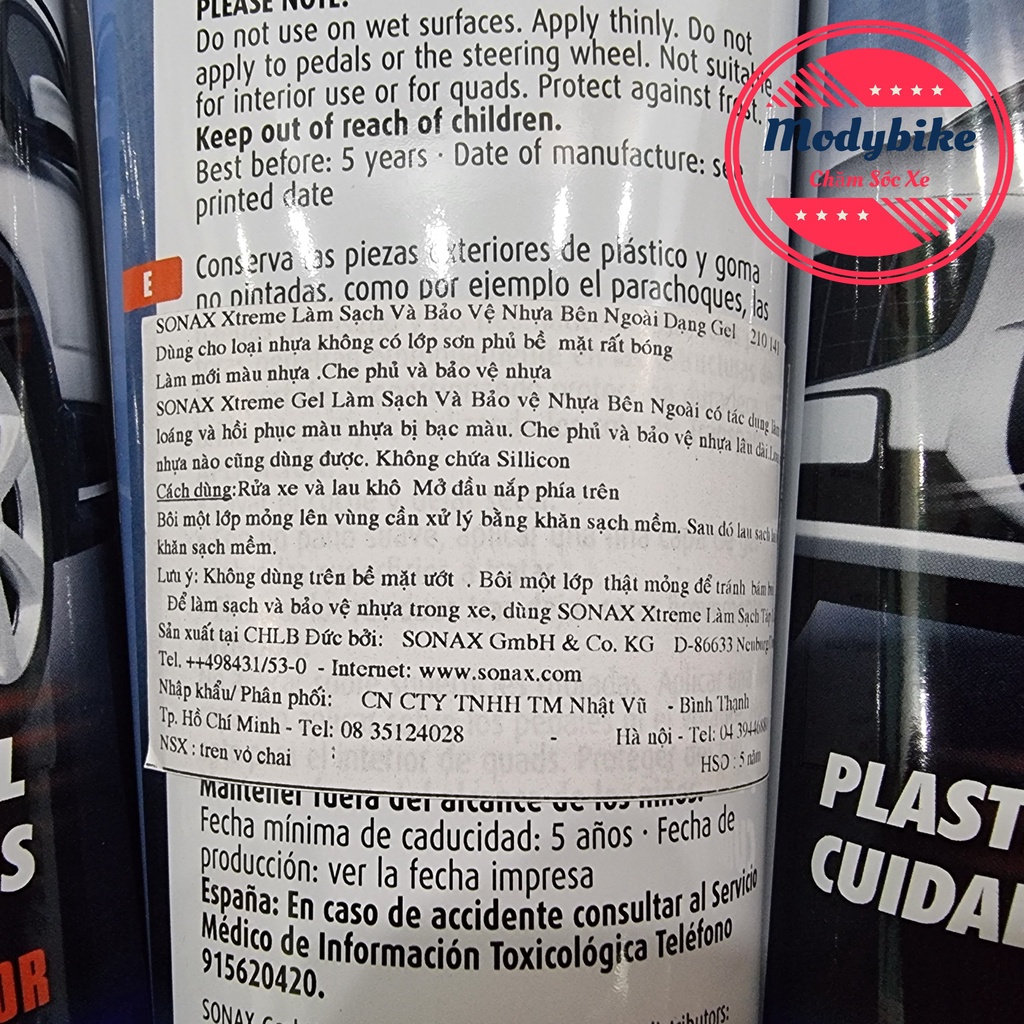 PLEASE NOTE:
Do not use on wet surfaces. Apply thinly. Do not
apply to pedals or the steering wheel. Not suitable
for interior use or for quads. Protect against frost.
Keep out of reach of children.
Best before: 5 years · Date of manufacture: see
printed date
Modybike
Chăm Sóc Xe
E
Conserva las piezas exteriores de plástico y goma
no pintadas, como por ejemplo el parachoques, las
SONAX Xtreme Làm Sạch Và Bảo Vệ Nhựa Bên Ngoài Dạng Gel 210 141
Dùng cho loại nhựa không có lớp sơn phủ bề mặt rất bóng
Làm mới màu nhựa .Che phủ và bảo vệ nhựa
SONAX Xtreme Gel Làm Sạch Và Bảo vệ Nhựa Bên Ngoài có tác dụng làm
loáng và hồi phục màu nhựa bị bạc màu. Che phủ và bảo vệ nhựa lâu dài.
nhựa nào cũng dùng được. Không chứa Sillicon
Cách dùng:Rửa xe và lau khô Mở đầu nắp phía trên
Bôi một lớp mỏng lên vùng cần xử lý bằng khăn sạch mềm. Sau đó lau sạch
khăn sạch mềm.
Lưu ý: Không dùng trên bề mặt ướt . Bôi một lớp thật mỏng để tránh bám
Để làm sạch và bảo vệ nhựa trong xe, dùng SONAX Xtreme Làm Sạch
Sản xuất tại CHLB Đức bởi: SONAX GmbH & Co. KG D-86633 Neuburg
Tel. ++498431/53-0 - Internet: www.sonax.com
Nhập khẩu/ Phân phối: CN CTY TNHH TM Nhật Vũ - Bình Thạnh
Tp. Hồ Chí Minh - Tel: 08 35124028 - Hà nội - Tel: 04
NSX : tren vỏ chai HSD : 5 năm
Mantener fuera del alcance de los niños.
Fecha mínima de caducidad: 5 años · Fecha de
producción: ver la fecha impresa
España: En caso de accidente consultar al Servicio
Médico de Información Toxicológica Teléfono
915620420.
SONAX
PLAST
CUIDA